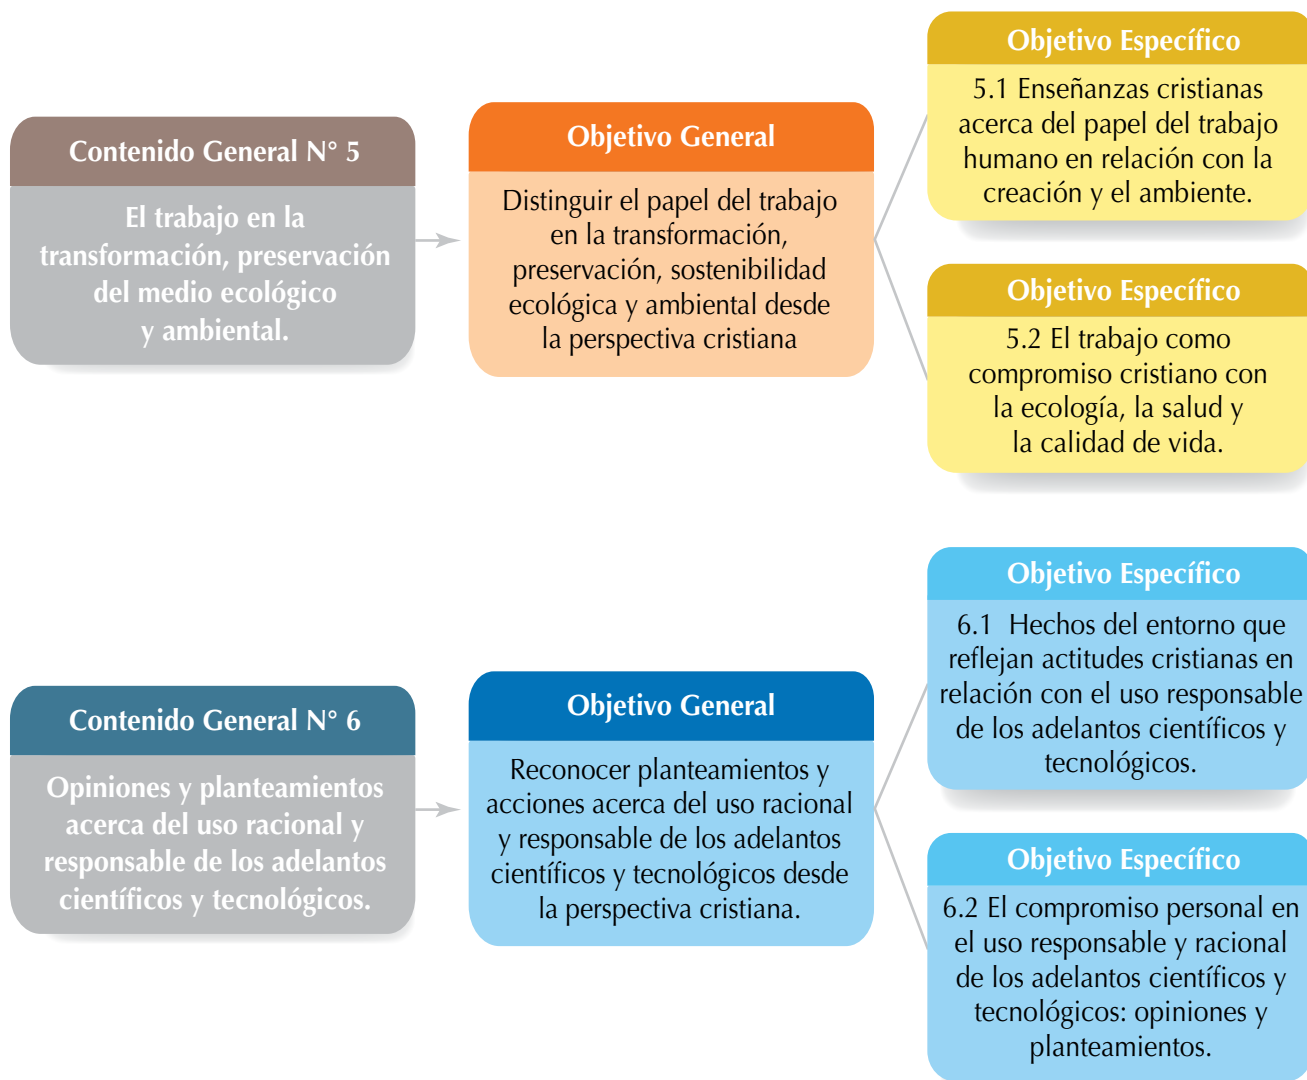 Contenido General N° 5
El trabajo en la
transformación, preservación
del medio ecológico
y ambiental.
Objetivo General
Distinguir el papel del trabajo
en la transformación,
preservación, sostenibilidad
ecológica y ambiental desde
la perspectiva cristiana
Objetivo Específico
5.1 Enseñanzas cristianas
acerca del papel del trabajo
humano en relación con la
creación y el ambiente.
Objetivo Específico
5.2 El trabajo como
compromiso cristiano con
la ecología, la salud y
la calidad de vida.
Contenido General N° 6
Opiniones y planteamientos
acerca del uso racional y
responsable de los adelantos
científicos y tecnológicos.
Objetivo General
Reconocer planteamientos y
acciones acerca del uso racional
y responsable de los adelantos
científicos y tecnológicos desde
la perspectiva cristiana.
Objetivo Específico
6.1 Hechos del entorno que
reflejan actitudes cristianas en
relación con el uso responsable
de los adelantos científicos y
tecnológicos.
Objetivo Específico
6.2 El compromiso personal en
el uso responsable y racional
de los adelantos científicos y
tecnológicos: opiniones y
planteamientos.